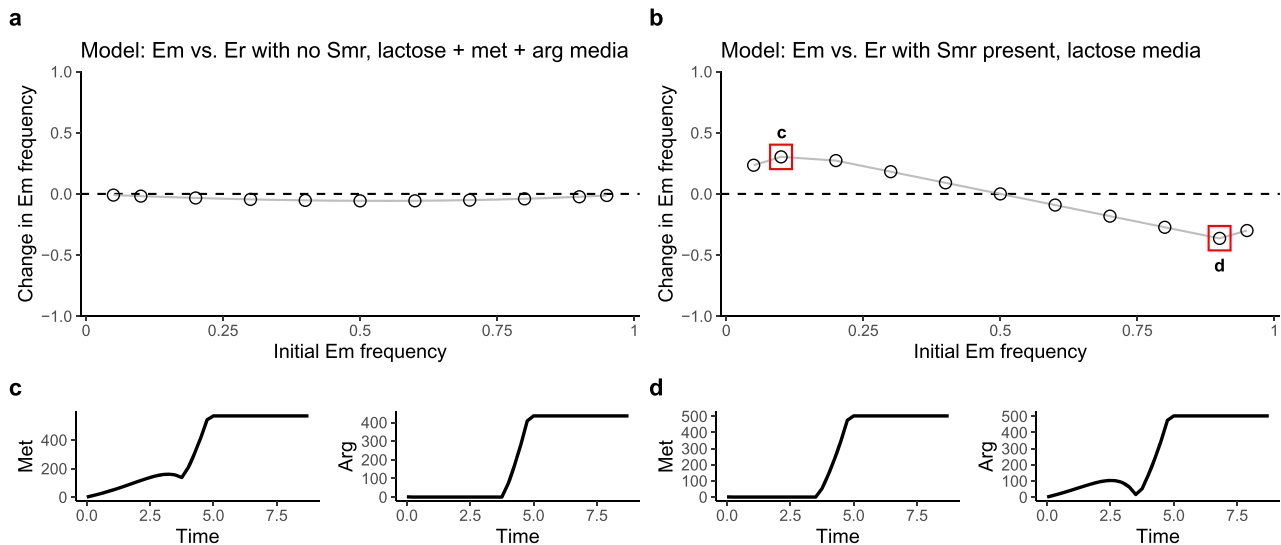 a
Model: Em vs. Er with no Smr, lactose + met + arg media
Change in Em frequency
1.0
0.5
0.0
−0.5
−1.0
0 0.25 0.5 0.75 1
Initial Em frequency
b
Model: Em vs. Er with Smr present, lactose media
Change in Em frequency
1.0
0.5
0.0
−0.5
−1.0
c
d
0 0.25 0.5 0.75 1
Initial Em frequency
c
Met
400
200
0
0.0 2.5 5.0 7.5
Time
Arg
400
300
200
100
0
0.0 2.5 5.0 7.5
Time
d
Met
500
400
300
200
100
0
0.0 2.5 5.0 7.5
Time
Arg
500
400
300
200
100
0
0.0 2.5 5.0 7.5
Time